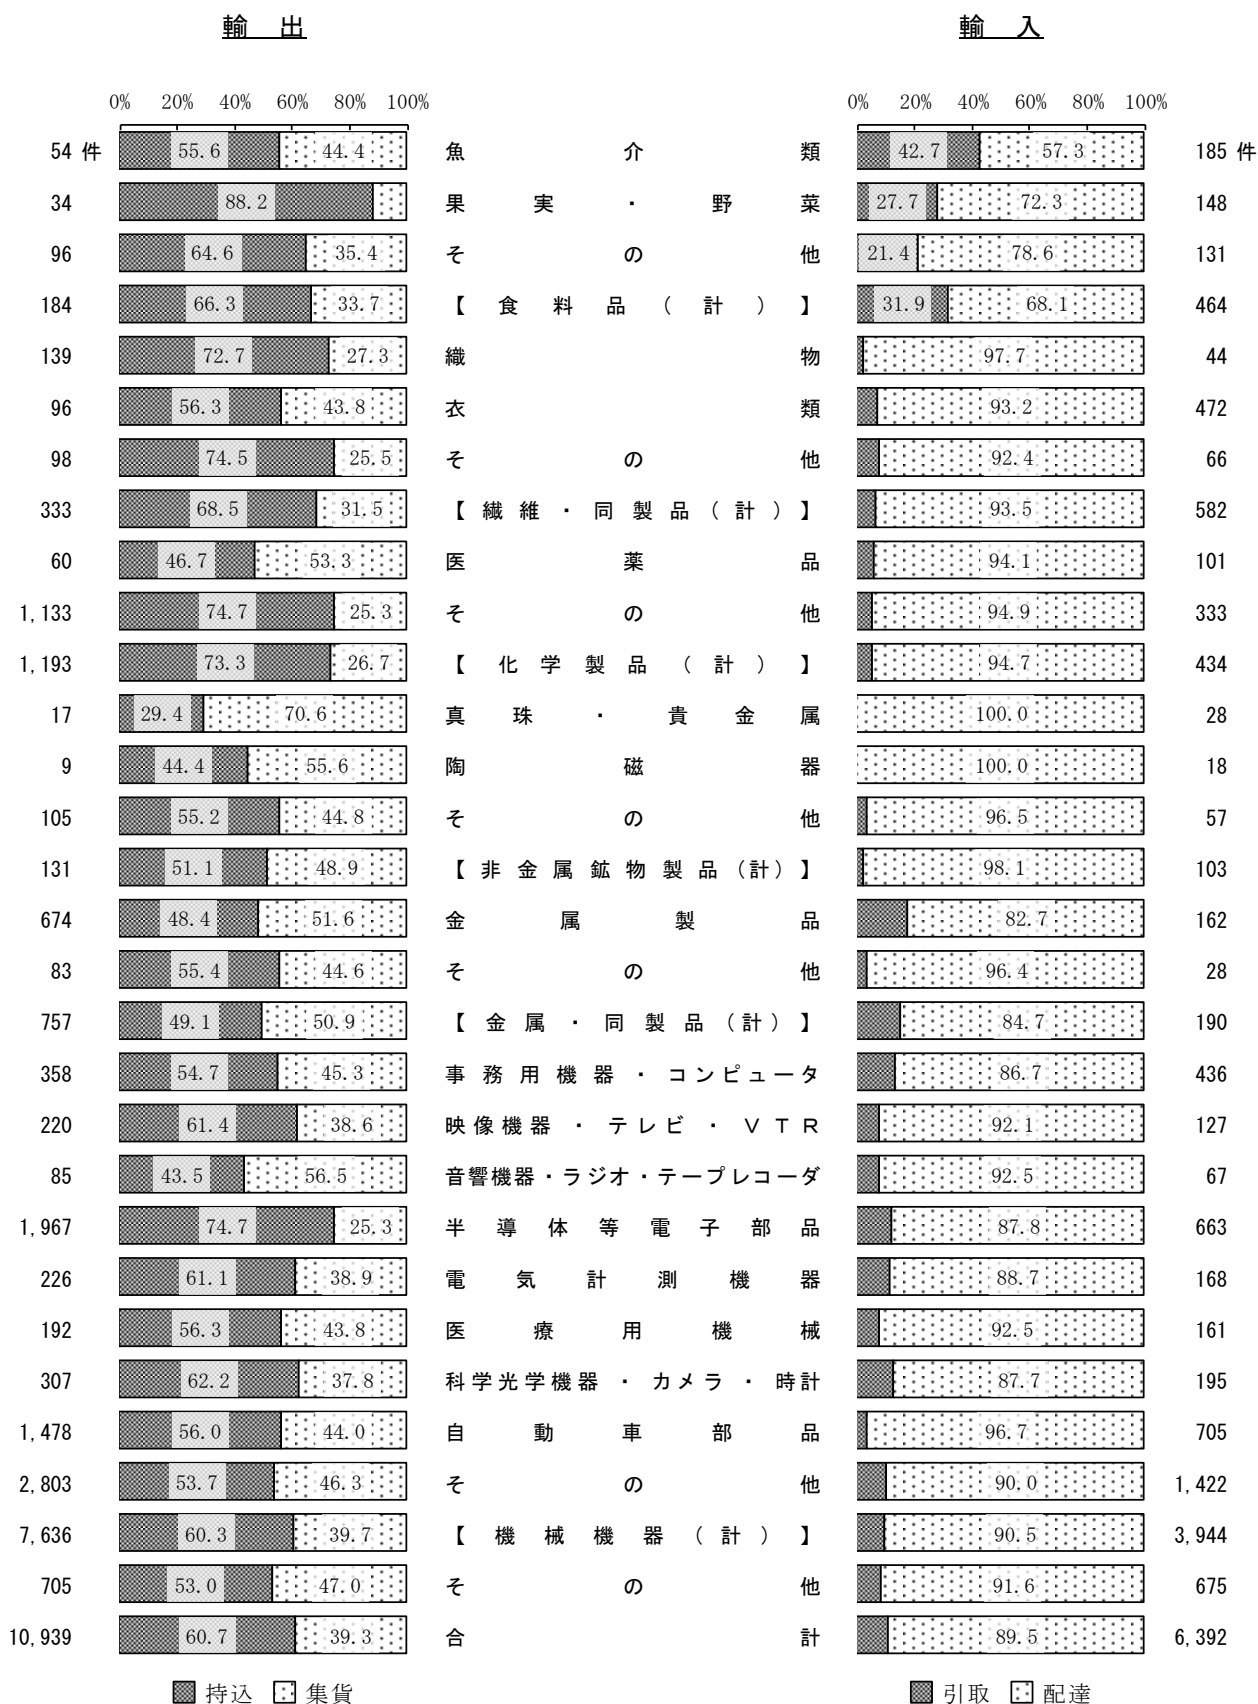 輸 出 輸 入
0% 20% 40% 60% 80% 100% 0% 20% 40% 60% 80% 100%
54 件 55.6 44.4 魚介類 42.7 57.3 185 件
34 88.2 果実・野菜 27.7 72.3 148
96 64.6 35.4 その他 21.4 78.6 131
184 66.3 33.7 【食料品(計)】 31.9 68.1 464
139 72.7 27.3 織物 97.7 44
96 56.3 43.8 衣類 93.2 472
98 74.5 25.5 その他 92.4 66
333 68.5 31.5 【繊維・同製品(計)】 93.5 582
60 46.7 53.3 医薬品 94.1 101
1,133 74.7 25.3 その他 94.9 333
1,193 73.3 26.7 【化学製品(計)】 94.7 434
17 29.4 70.6 真珠・貴金属 100.0 28
9 44.4 55.6 陶磁器 100.0 18
105 55.2 44.8 その他 96.5 57
131 51.1 48.9 【非金属鉱物製品(計)】 98.1 103
674 48.4 51.6 金属製品 82.7 162
83 55.4 44.6 その他 96.4 28
757 49.1 50.9 【金属・同製品(計)】 84.7 190
358 54.7 45.3 事務用機器・コンピュータ 86.7 436
220 61.4 38.6 映像機器・テレビ・VTR 92.1 127
85 43.5 56.5 音響機器・ラジオ・テープレコーダ 92.5 67
1,967 74.7 25.3 半導体等電子部品 87.8 663
226 61.1 38.9 電気計測機器 88.7 168
192 56.3 43.8 医療用機械 92.5 161
307 62.2 37.8 科学光学機器・カメラ・時計 87.7 195
1,478 56.0 44.0 自動車部品 96.7 705
2,803 53.7 46.3 その他 90.0 1,422
7,636 60.3 39.7 【機械機器(計)】 90.5 3,944
705 53.0 47.0 その他 91.6 675
10,939 60.7 39.3 合計 89.5 6,392
持込 集貨 引取 配達